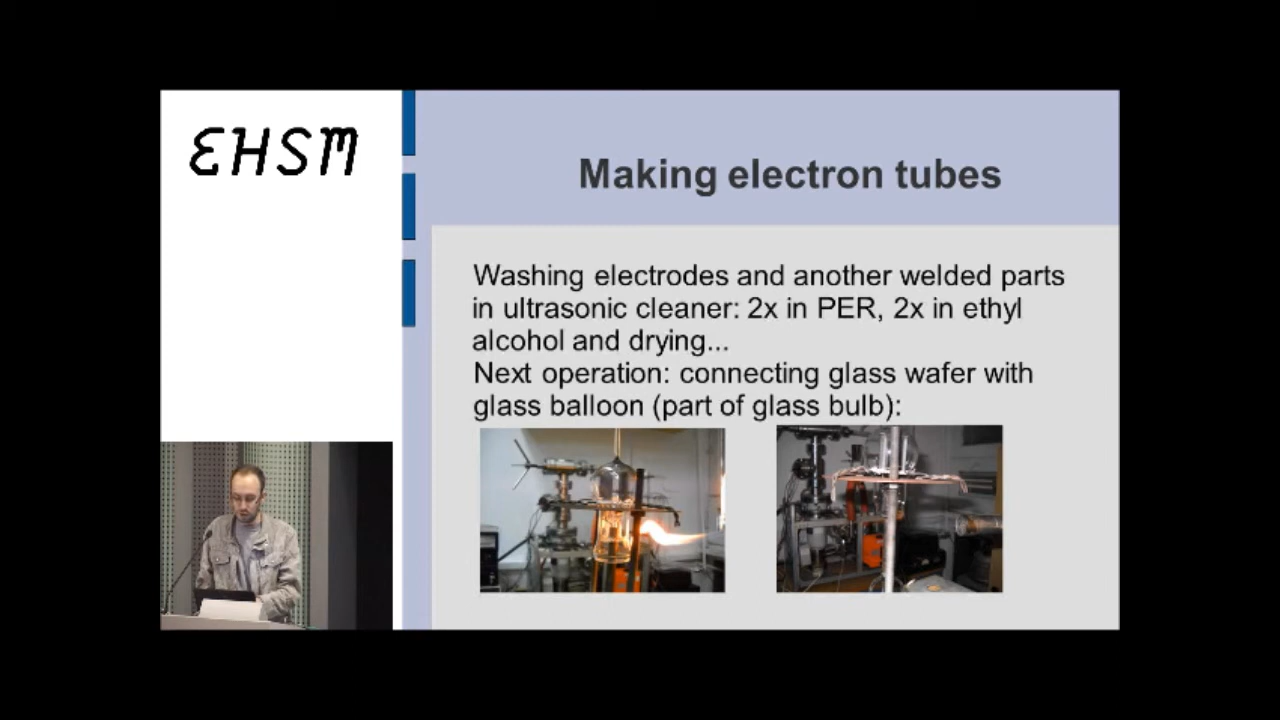 EHSM
Making electron tubes
Washing electrodes and another welded parts
in ultrasonic cleaner: 2x in PER, 2x in ethyl
alcohol and drying...
Next operation: connecting glass wafer with
glass balloon (part of glass bulb):